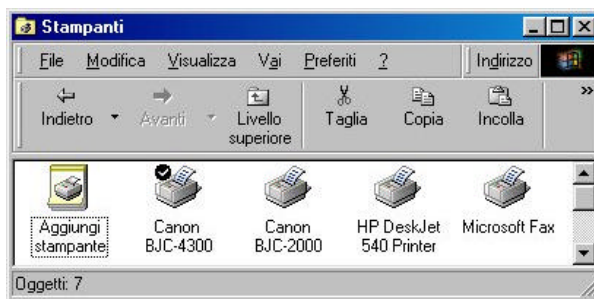 Stampanti
File Modifica Visualizza Vai Preferiti ? Indirizzo
Indietro Avanti Livello superiore Taglia Copia Incolla »
Aggiungi stampante
Canon BJC-4300
Canon BJC-2000
HP DeskJet 540 Printer
Microsoft Fax
Oggetti: 7